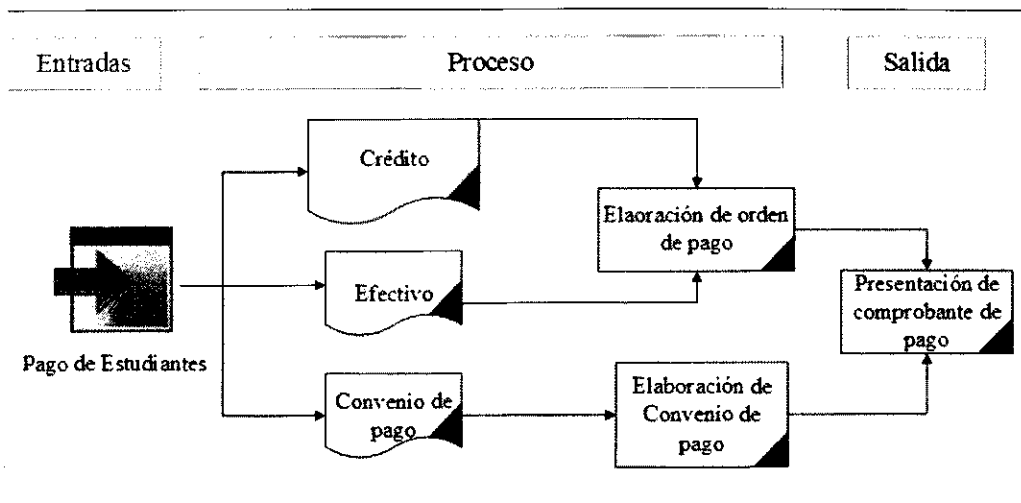 Entradas
Proceso
Salida
Crédito
Elaoración de orden
de pago
Efectivo
Presentación de
comprobante de
pago
Pago de Estudiantes
Convenio de
pago
Elaboración de
Convenio de
pago